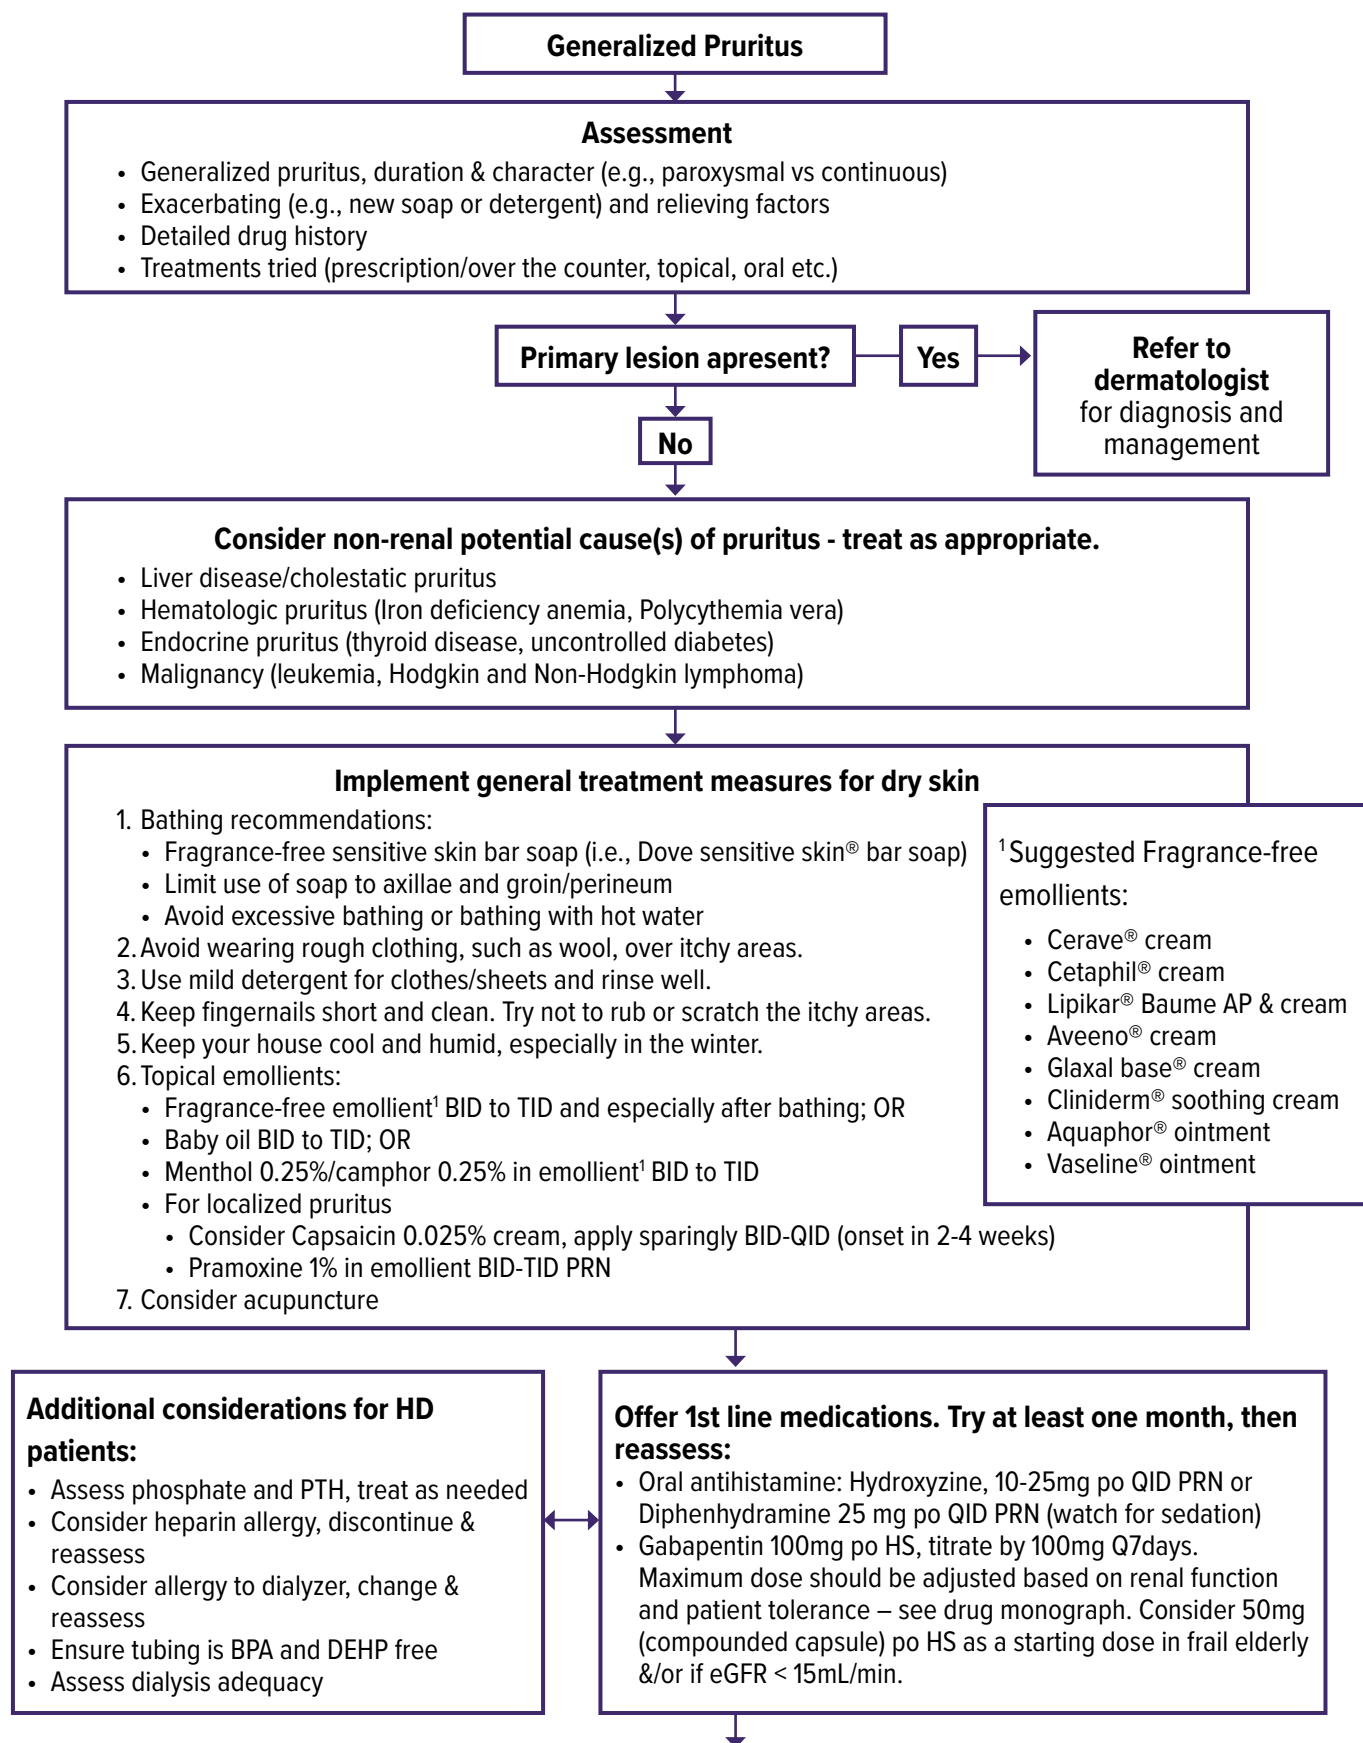 Generalized Pruritus
Assessment
• Generalized pruritus, duration & character (e.g., paroxysmal vs continuous)
• Exacerbating (e.g., new soap or detergent) and relieving factors
• Detailed drug history
• Treatments tried (prescription/over the counter, topical, oral etc.)
Primary lesion apresent?
Yes
Refer to
dermatologist
for diagnosis and
management
No
Consider non-renal potential cause(s) of pruritus - treat as appropriate.
• Liver disease/cholestatic pruritus
• Hematologic pruritus (Iron deficiency anemia, Polycythemia vera)
• Endocrine pruritus (thyroid disease, uncontrolled diabetes)
• Malignancy (leukemia, Hodgkin and Non-Hodgkin lymphoma)
Implement general treatment measures for dry skin
1. Bathing recommendations:
• Fragrance-free sensitive skin bar soap (i.e., Dove sensitive skin® bar soap)
• Limit use of soap to axillae and groin/perineum
• Avoid excessive bathing or bathing with hot water
2. Avoid wearing rough clothing, such as wool, over itchy areas.
3. Use mild detergent for clothes/sheets and rinse well.
4. Keep fingernails short and clean. Try not to rub or scratch the itchy areas.
5. Keep your house cool and humid, especially in the winter.
6. Topical emollients:
• Fragrance-free emollient¹ BID to TID and especially after bathing; OR
• Baby oil BID to TID; OR
• Menthol 0.25%/camphor 0.25% in emollient¹ BID to TID
• For localized pruritus
• Consider Capsaicin 0.025% cream, apply sparingly BID-QID (onset in 2-4 weeks)
• Pramoxine 1% in emollient BID-TID PRN
7. Consider acupuncture
¹ Suggested Fragrance-free
emollients:
• Cerave® cream
• Cetaphil® cream
• Lipikar® Baume AP & cream
• Aveeno® cream
• Glaxal base® cream
• Cliniderm® soothing cream
• Aquaphor® ointment
• Vaseline® ointment
Additional considerations for HD
patients:
• Assess phosphate and PTH, treat as needed
• Consider heparin allergy, discontinue &
reassess
• Consider allergy to dialyzer, change &
reassess
• Ensure tubing is BPA and DEHP free
• Assess dialysis adequacy
Offer 1st line medications. Try at least one month, then
reassess:
• Oral antihistamine: Hydroxyzine, 10-25mg po QID PRN or
Diphenhydramine 25 mg po QID PRN (watch for sedation)
• Gabapentin 100mg po HS, titrate by 100mg Q7days.
Maximum dose should be adjusted based on renal function
and patient tolerance – see drug monograph. Consider 50mg
(compounded capsule) po HS as a starting dose in frail elderly
&/or if eGFR < 15mL/min.